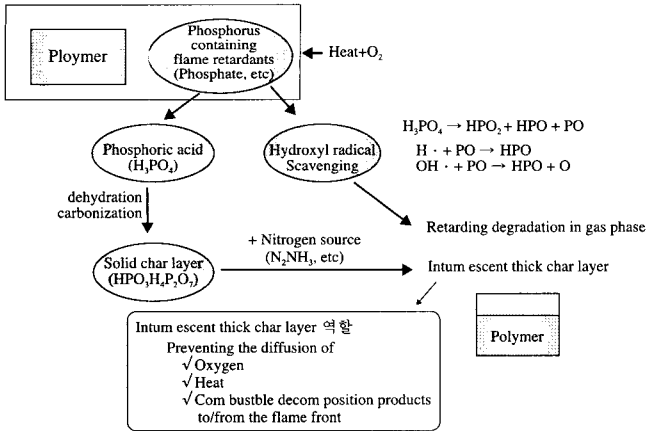 Ploymer
Phosphorus
containing
flame retardants
(Phosphate, etc)
Heat+O₂
Phosphoric acid
(H₃PO₄)
Hydroxyl radical
Scavenging
H₃PO₄ → HPO₂ + HPO + PO
H · + PO → HPO
OH · + PO → HPO + O
dehydration
carbonization
Retarding degradation in gas phase
+ Nitrogen source
(N₂NH₃, etc)
Solid char layer
(HPO₃H₄P₂O₇)
Intum escent thick char layer
Intum escent thick char layer 역할
Preventing the diffusion of
√ Oxygen
√ Heat
√ Com bustble decom position products
to/from the flame front
Polymer